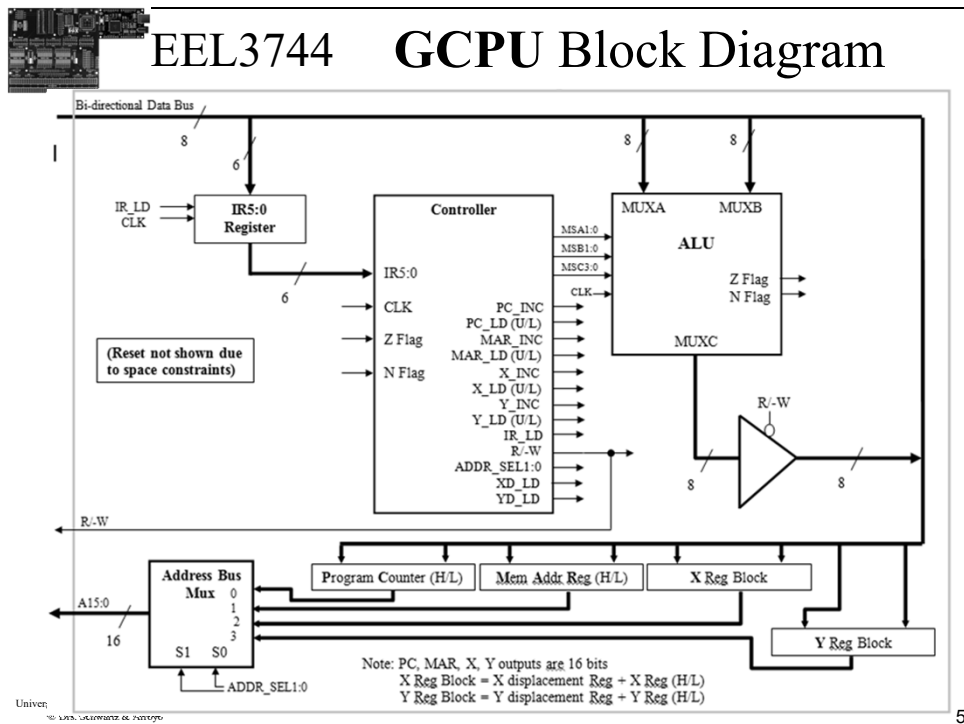 EEL3744 GCPU Block Diagram
Bi-directional Data Bus
8
6
8
8
IR_LD
CLK
IR5:0
Register
6
Controller
IR5:0
CLK
Z Flag
N Flag
MSA1:0
MSB1:0
MSC3:0
CLK
PC_INC
PC_LD (U/L)
MAR_INC
MAR_LD (U/L)
X_INC
X_LD (U/L)
Y_INC
Y_LD (U/L)
IR_LD
R/-W
ADDR_SEL1:0
XD_LD
YD_LD
MUXA MUXB
ALU
Z Flag
N Flag
MUXC
(Reset not shown due
to space constraints)
R/-W
8
8
R/-W
Address Bus
Mux
0
1
2
3
S1 S0
A15:0
16
ADDR_SEL1:0
Program Counter (H/L)
Mem Addr Reg (H/L)
X Reg Block
Y Reg Block
Note: PC, MAR, X, Y outputs are 16 bits
X Reg Block = X displacement Reg + X Reg (H/L)
Y Reg Block = Y displacement Reg + Y Reg (H/L)
Univer
© Drs. Schwartz & Arroyo
5